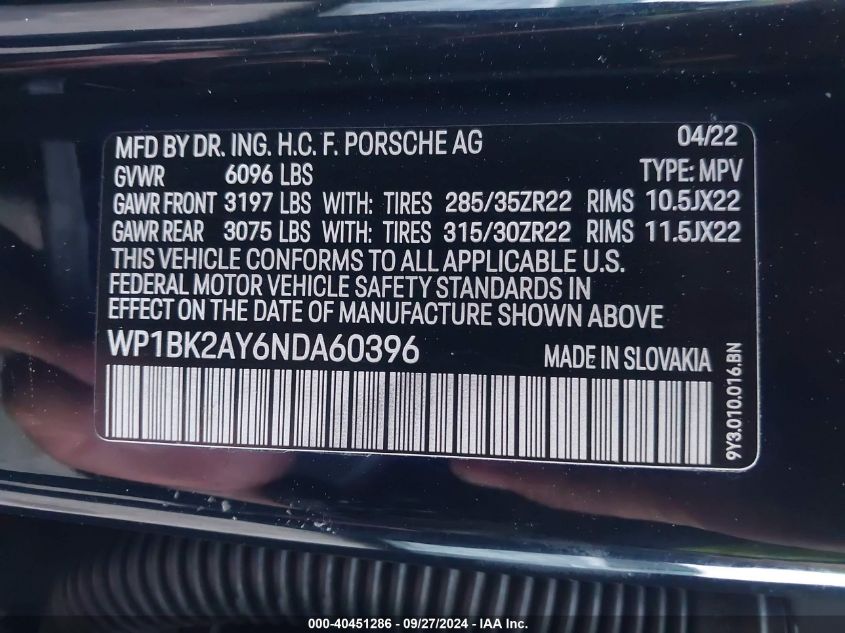 MFD BY DR. ING. H.C. F. PORSCHE AG 04/22
GVWR 6096 LBS TYPE: MPV
GAWR FRONT 3197 LBS WITH: TIRES 285/35ZR22 RIMS 10.5JX22
GAWR REAR 3075 LBS WITH: TIRES 315/30ZR22 RIMS 11.5JX22
THIS VEHICLE CONFORMS TO ALL APPLICABLE U.S.
FEDERAL MOTOR VEHICLE SAFETY STANDARDS IN
EFFECT ON THE DATE OF MANUFACTURE SHOWN ABOVE
WP1BK2AY6NDA60396 MADE IN SLOVAKIA
9Y3.010.016.BN
000-40451286 - 09/27/2024 - IAA Inc.